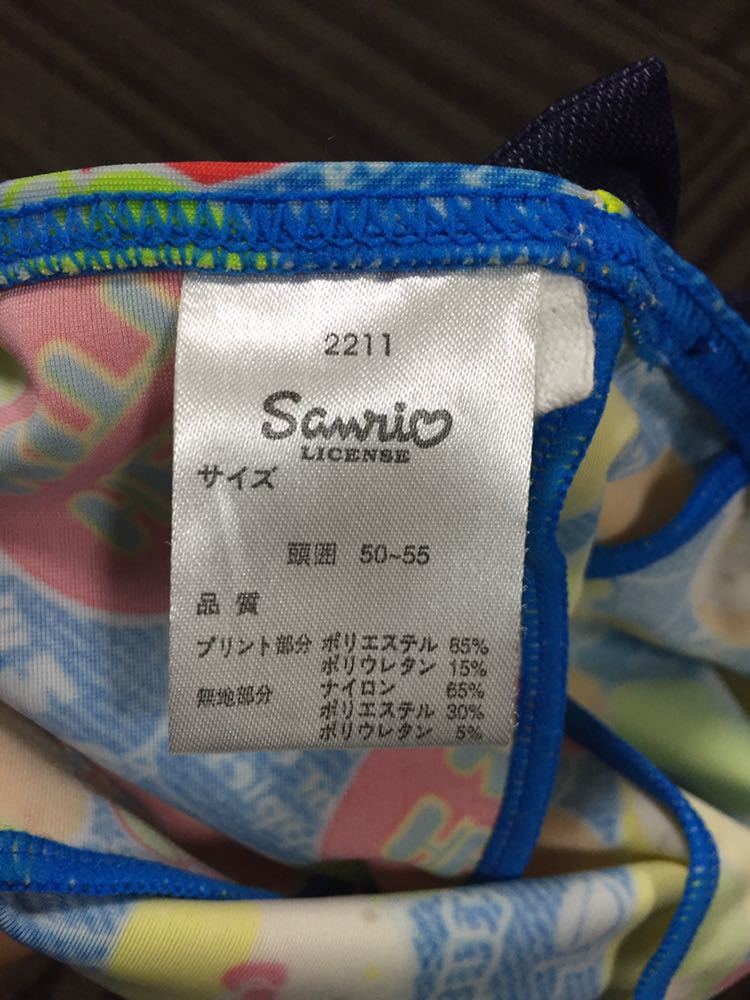 2211
Sanrio
LICENSE
サイズ
頭囲 50~55
品質
プリント部分 ポリエステル 85%
ポリウレタン 15%
無地部分 ナイロン 65%
ポリエステル 30%
ポリウレタン 5%